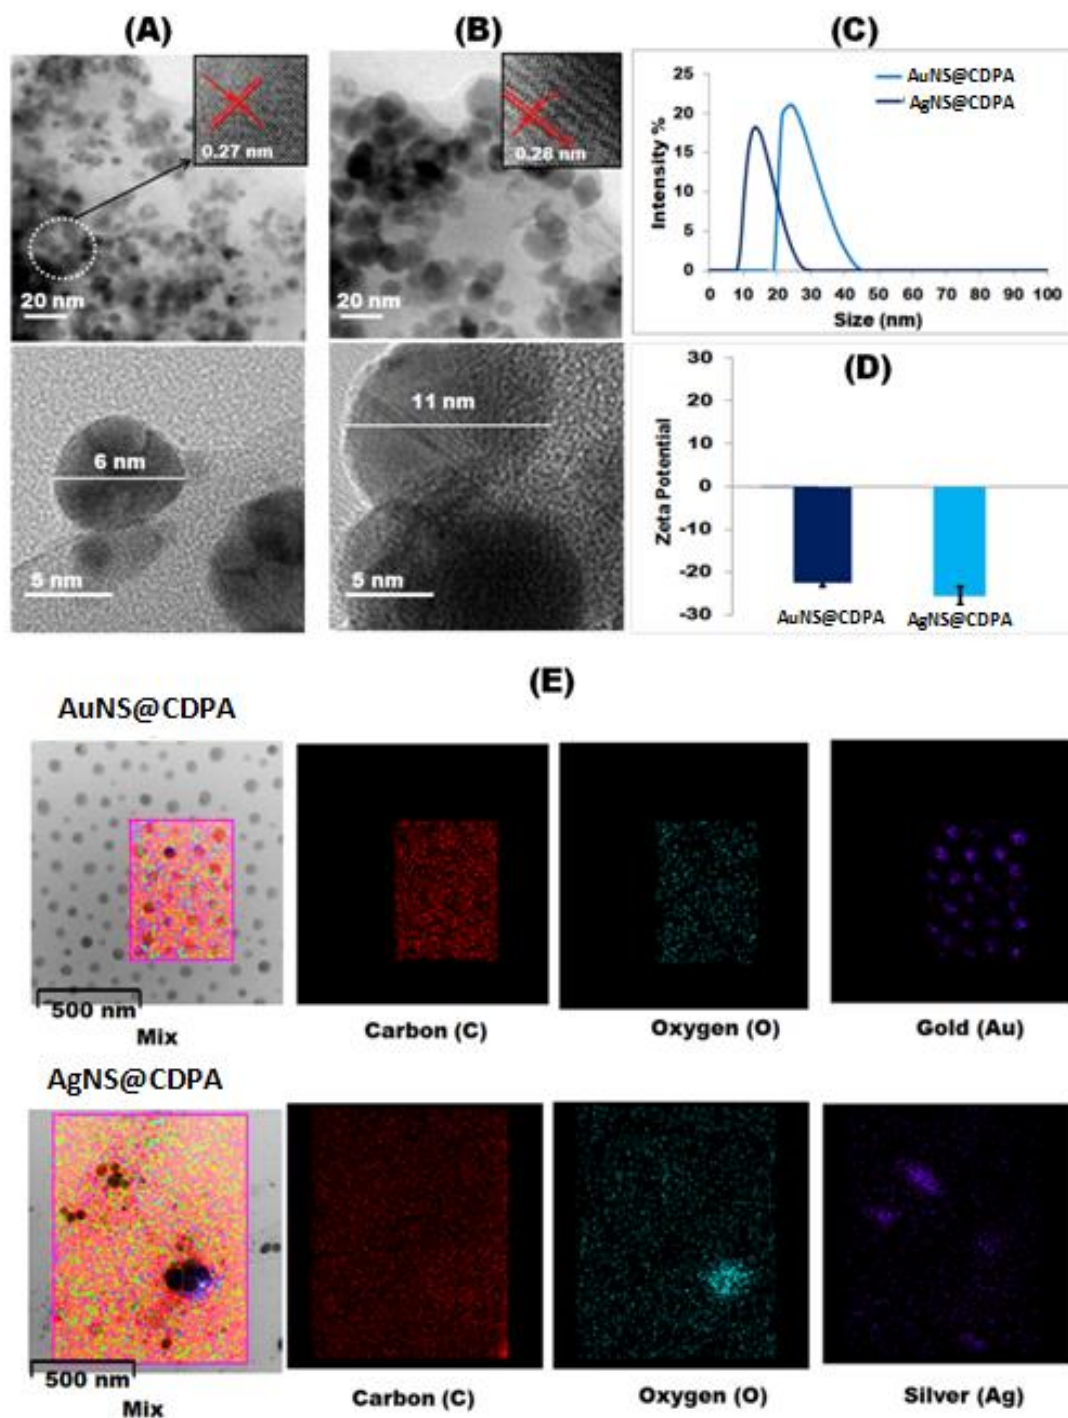 (A)
0.27 nm
20 nm
6 nm
5 nm
(B)
0.28 nm
20 nm
11 nm
5 nm
(C)
AuNS@CDPA
AgNS@CDPA
Intensity %
25
20
15
10
5
0
0 10 20 30 40 50 60 70 80 90 100
Size (nm)
(D)
Zeta Potential
30
20
10
0
-10
-20
-30
AuNS@CDPA AgNS@CDPA
(E)
AuNS@CDPA
500 nm
Mix Carbon (C) Oxygen (O) Gold (Au)
AgNS@CDPA
500 nm
Mix Carbon (C) Oxygen (O) Silver (Ag)